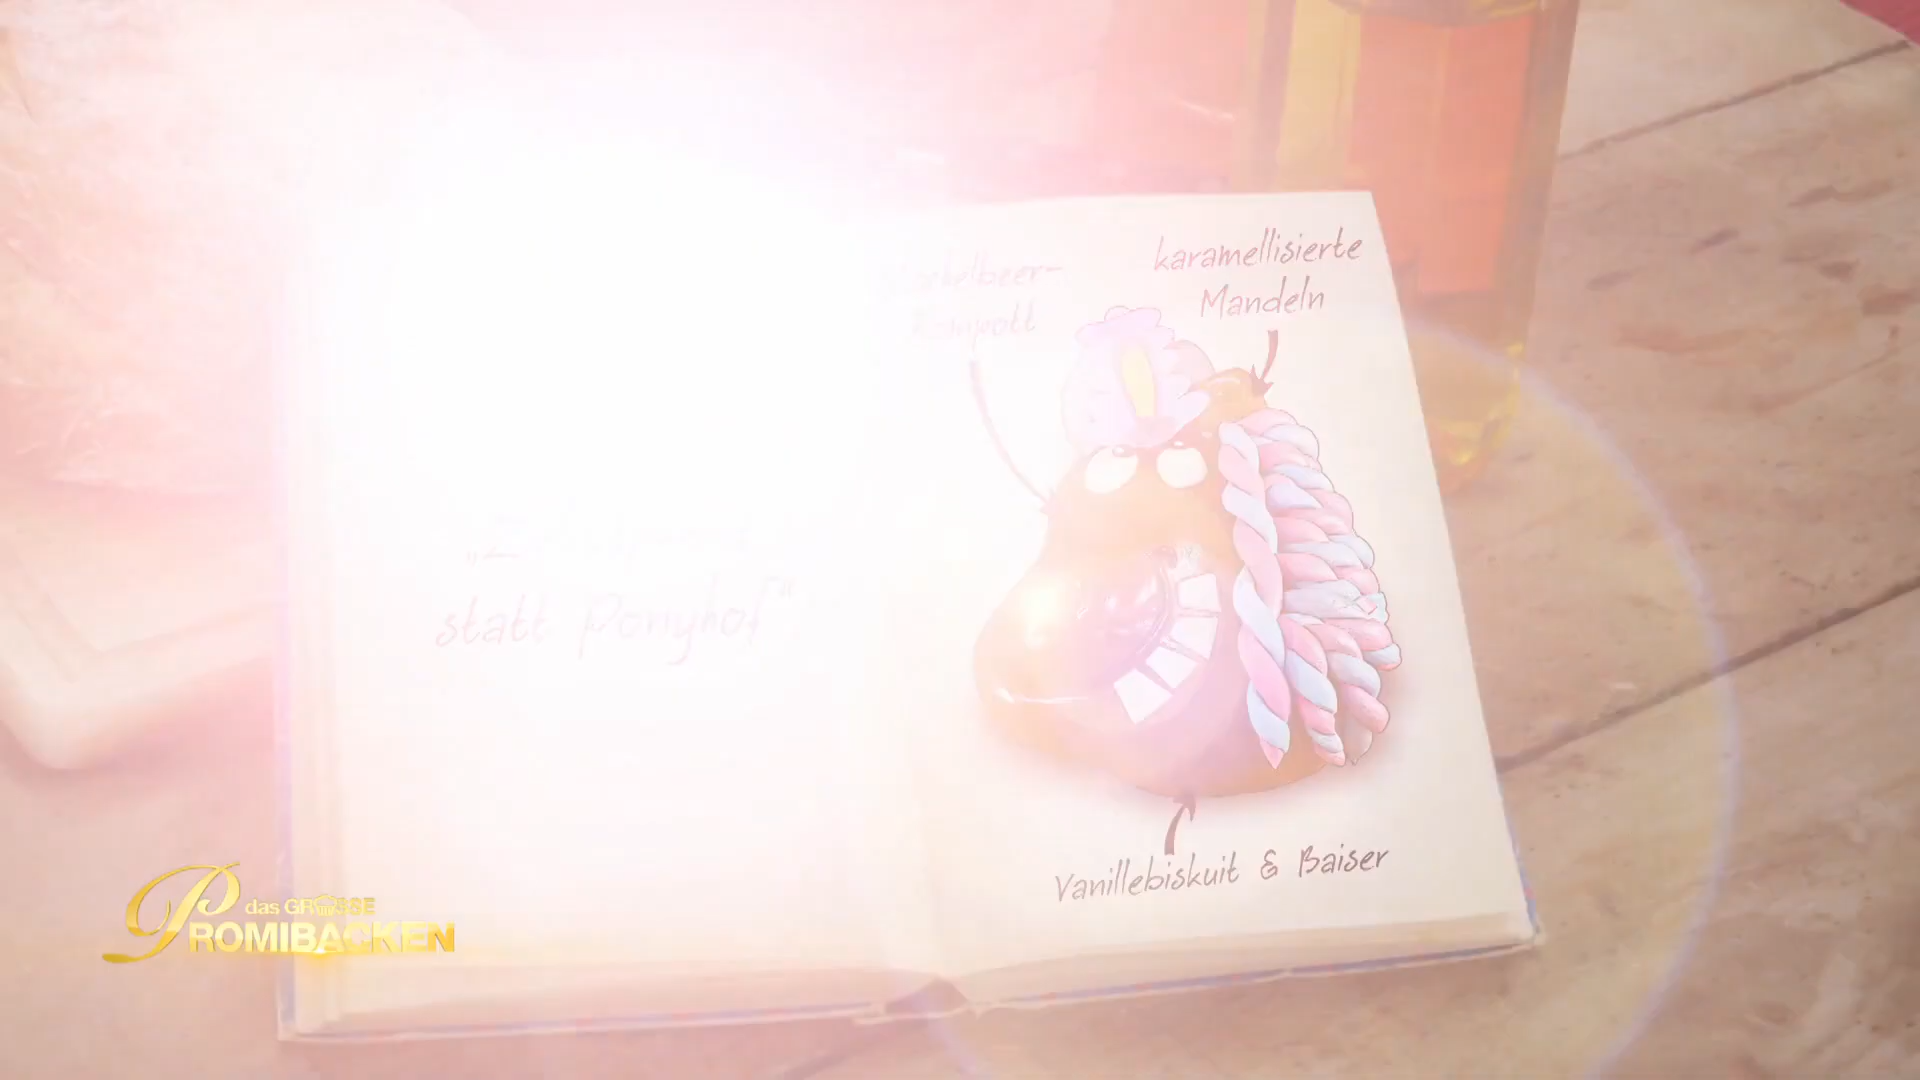 statt Ponyhof"
karamellisierte
Mandeln
Vanillebiskuit & Baiser
das GROSSE
PROMIBACKEN